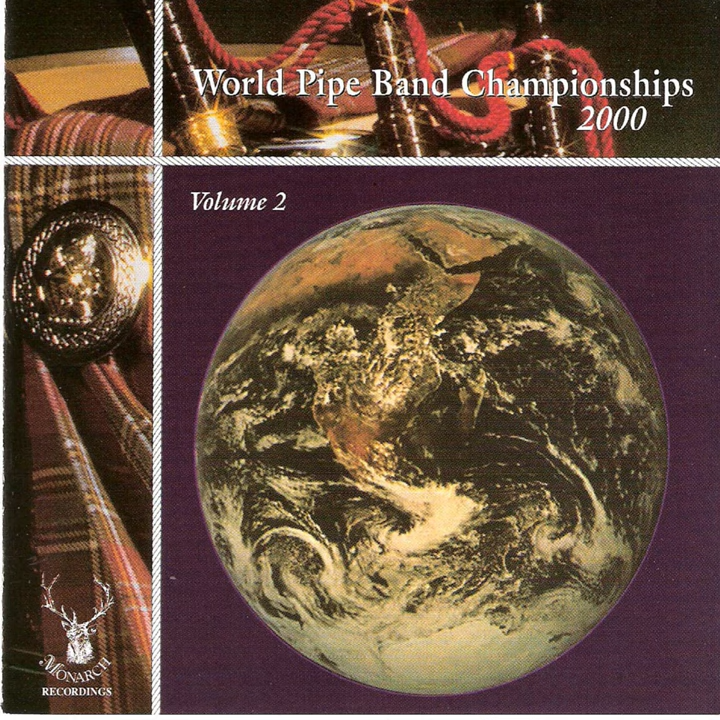 World Pipe Band Championships
2000
Volume 2
MONARCH
RECORDINGS